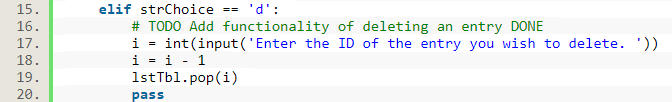 15. elif strChoice == 'd':
16. # TODO Add functionality of deleting an entry DONE
17. i = int(input('Enter the ID of the entry you wish to delete. '))
18. i = i - 1
19. lstTbl.pop(i)
20. pass